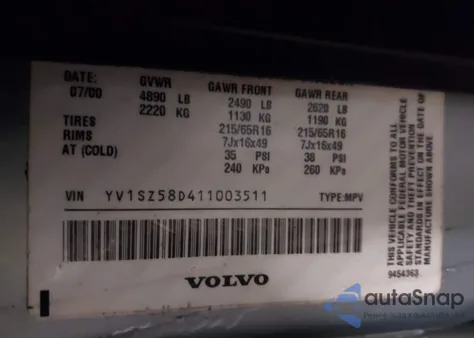 DATE: GVWR GAWR FRONT GAWR REAR
07/00 4890 LB 2490 LB 2620 LB
2220 KG 1130 KG 1190 KG
TIRES 215/65R16 215/65R16
RIMS 7Jx16x49 7Jx16x49
AT (COLD) 35 PSI 38 PSI
240 KPa 260 KPa
VIN YV1SZ58D411003511 TYPE:MPV
VOLVO
THIS VEHICLE CONFORMS TO ALL
APPLICABLE FEDERAL MOTOR VEHICLE
SAFETY AND THEFT PREVENTION
STANDARDS IN EFFECT ON THE DATE OF
MANUFACTURE SHOWN ABOVE.
9454363
autoSnap